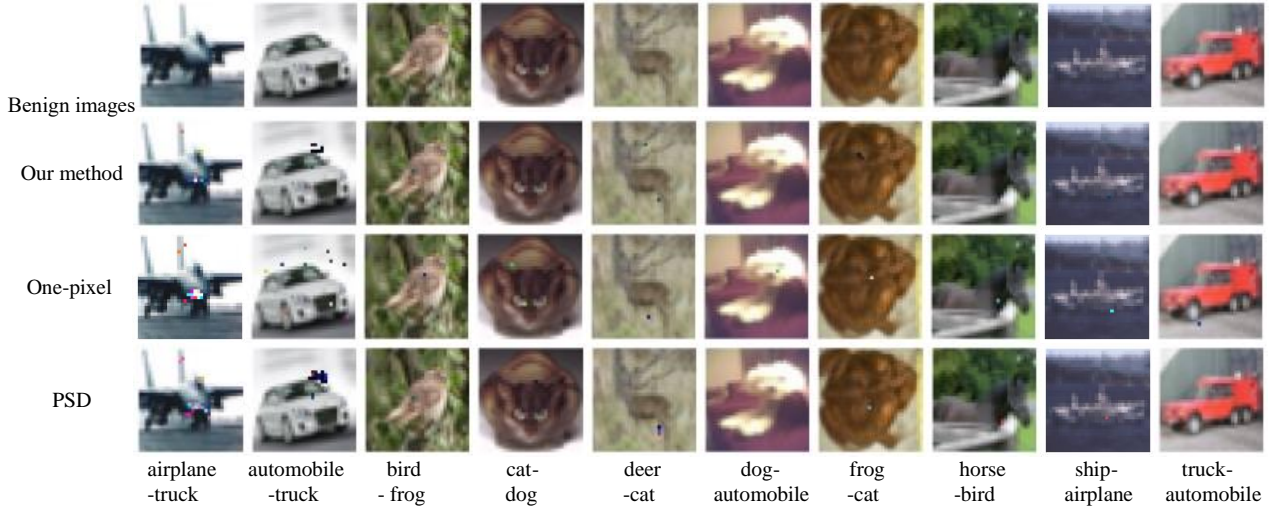 Benign images
Our method
One-pixel
PSD
airplane
-truck
automobile
-truck
bird
- frog
cat-
dog
deer
-cat
dog-
automobile
frog
-cat
horse
-bird
ship-
airplane
truck-
automobile